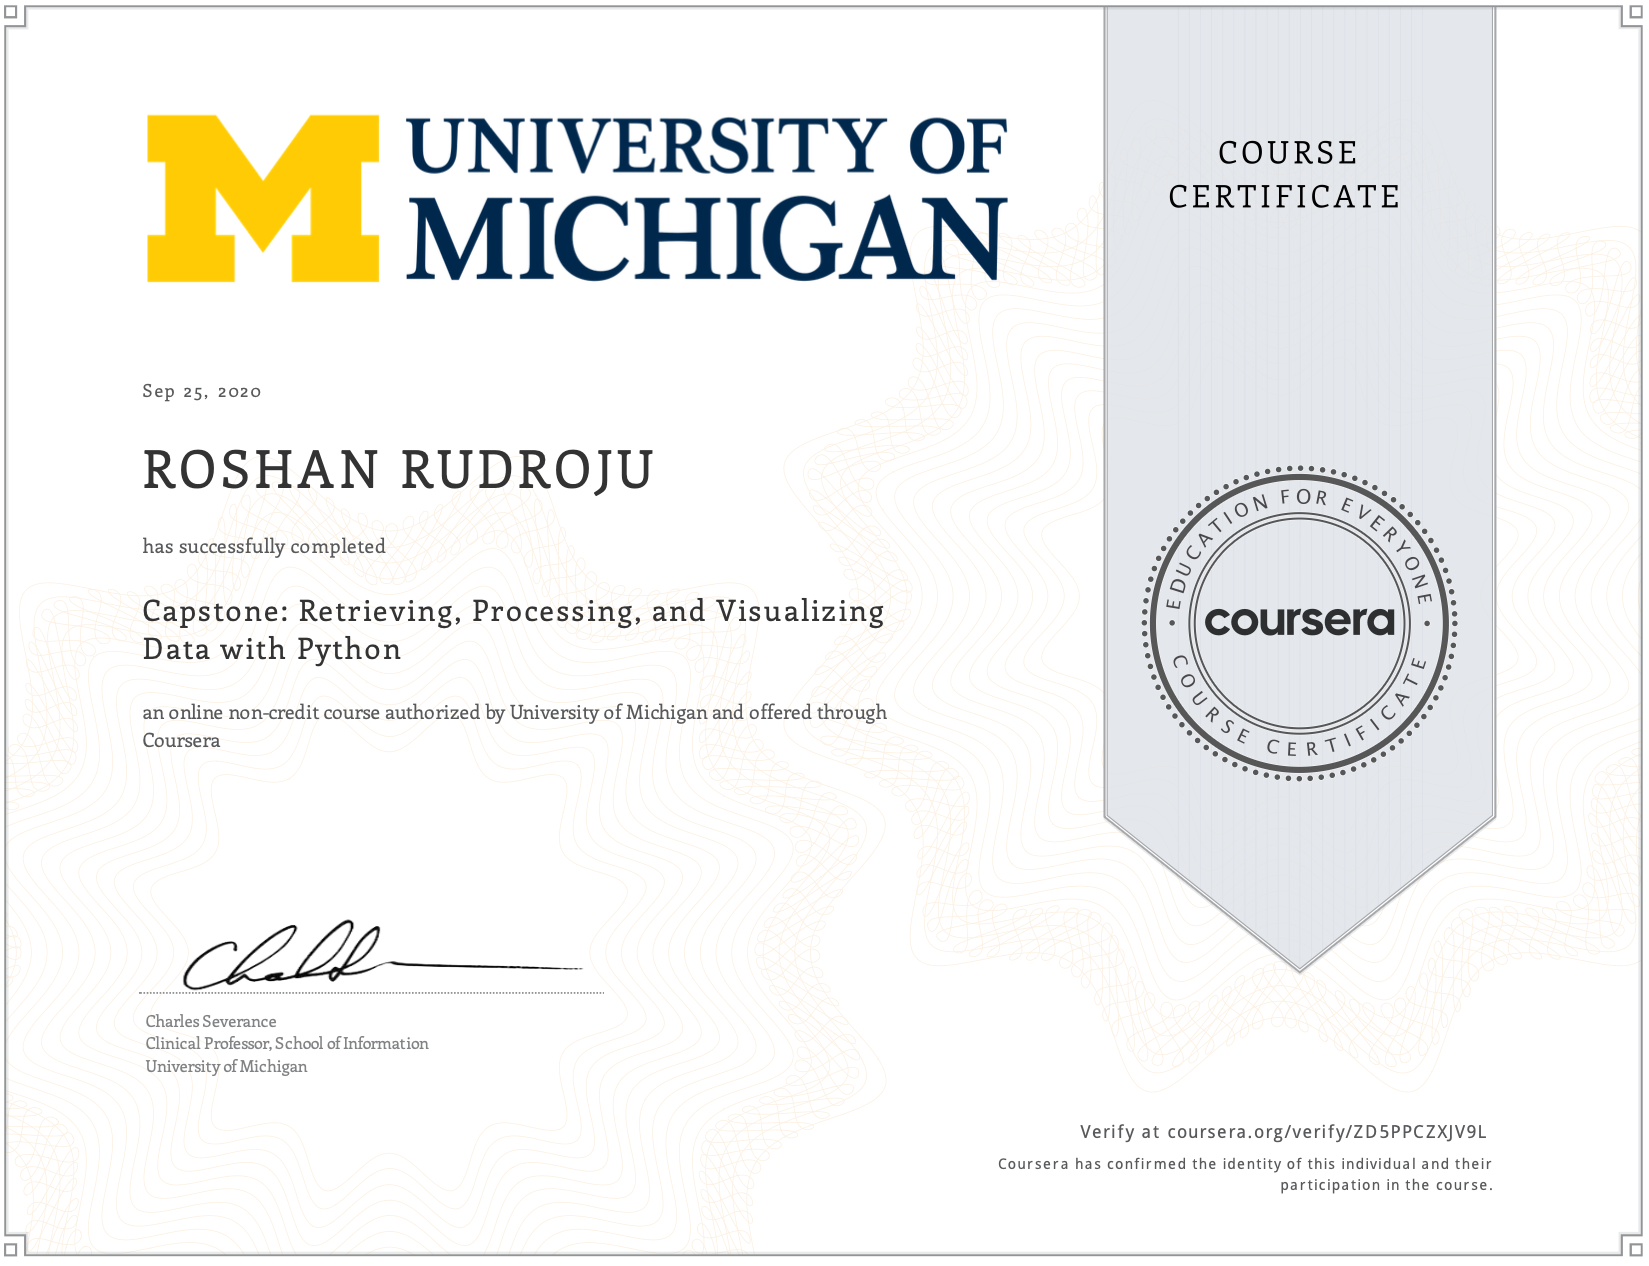 UNIVERSITY OF
MICHIGAN
COURSE
CERTIFICATE
Sep 25, 2020
ROSHAN RUDROJU
has successfully completed
Capstone: Retrieving, Processing, and Visualizing
Data with Python
an online non-credit course authorized by University of Michigan and offered through
Coursera
EDUCATION FOR EVERYONE
coursera
COURSE CERTIFICATE
Charles Severance
Clinical Professor, School of Information
University of Michigan
Verify at coursera.org/verify/ZD5PPCZXJV9L
Coursera has confirmed the identity of this individual and their
participation in the course.